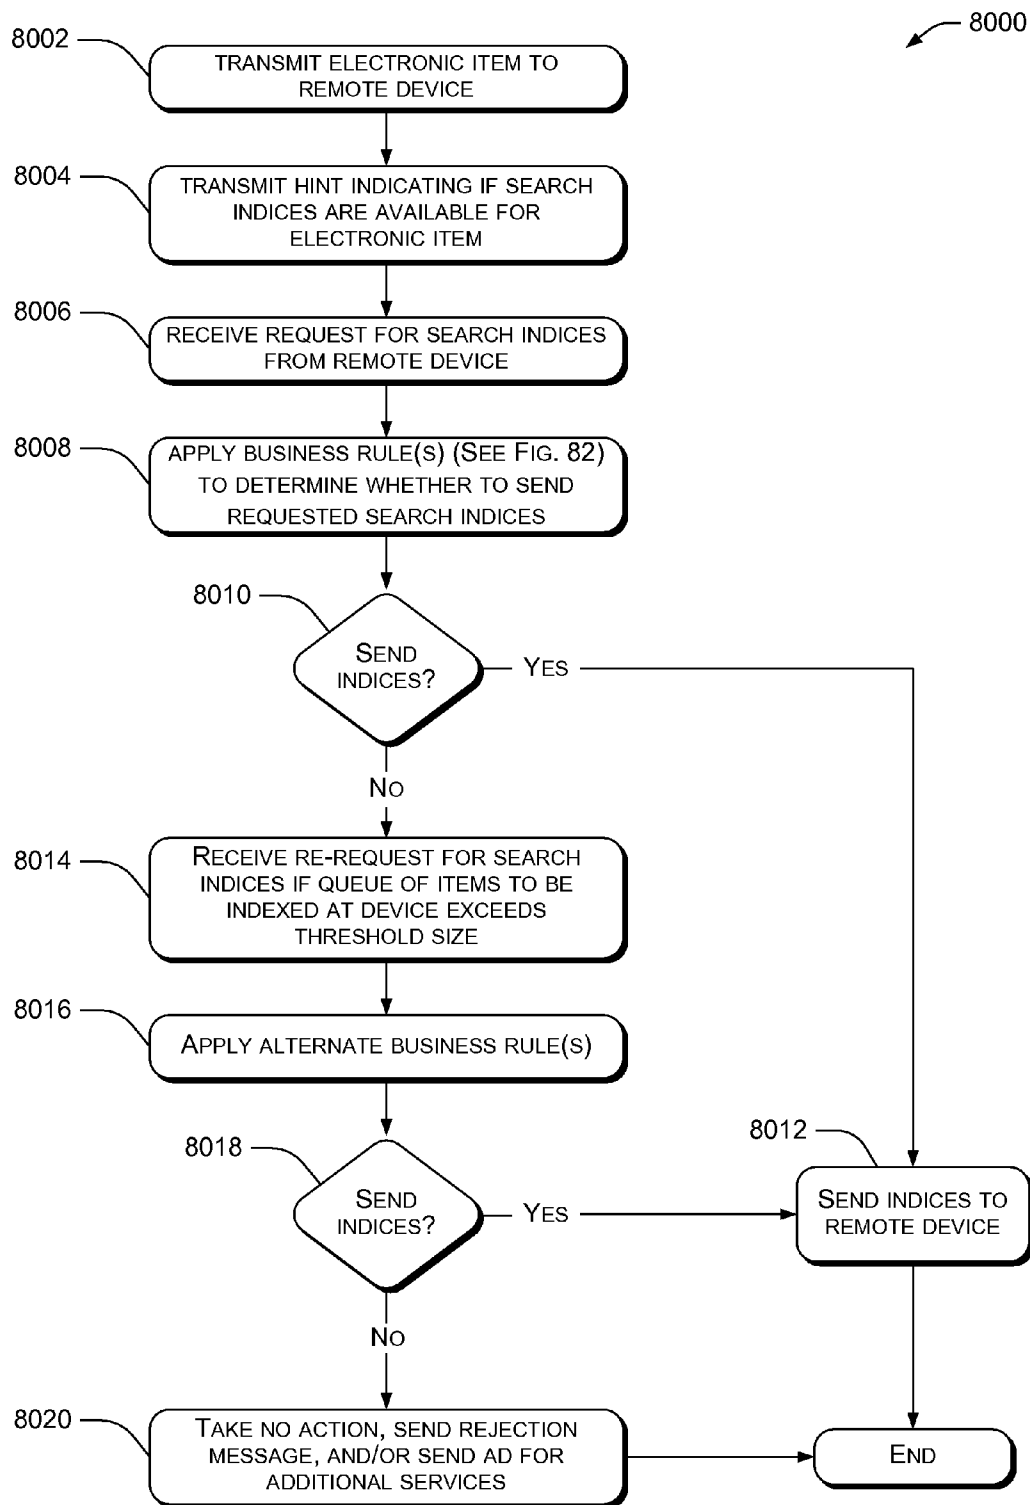 8000
8002
TRANSMIT ELECTRONIC ITEM TO
REMOTE DEVICE
8004
TRANSMIT HINT INDICATING IF SEARCH
INDICES ARE AVAILABLE FOR
ELECTRONIC ITEM
8006
RECEIVE REQUEST FOR SEARCH INDICES
FROM REMOTE DEVICE
8008
APPLY BUSINESS RULE(S) (SEE FIG. 82)
TO DETERMINE WHETHER TO SEND
REQUESTED SEARCH INDICES
8010
SEND
INDICES?
YES
NO
8014
RECEIVE RE-REQUEST FOR SEARCH
INDICES IF QUEUE OF ITEMS TO BE
INDEXED AT DEVICE EXCEEDS
THRESHOLD SIZE
8016
APPLY ALTERNATE BUSINESS RULE(S)
8018
SEND
INDICES?
YES
8012
SEND INDICES TO
REMOTE DEVICE
NO
8020
TAKE NO ACTION, SEND REJECTION
MESSAGE, AND/OR SEND AD FOR
ADDITIONAL SERVICES
END